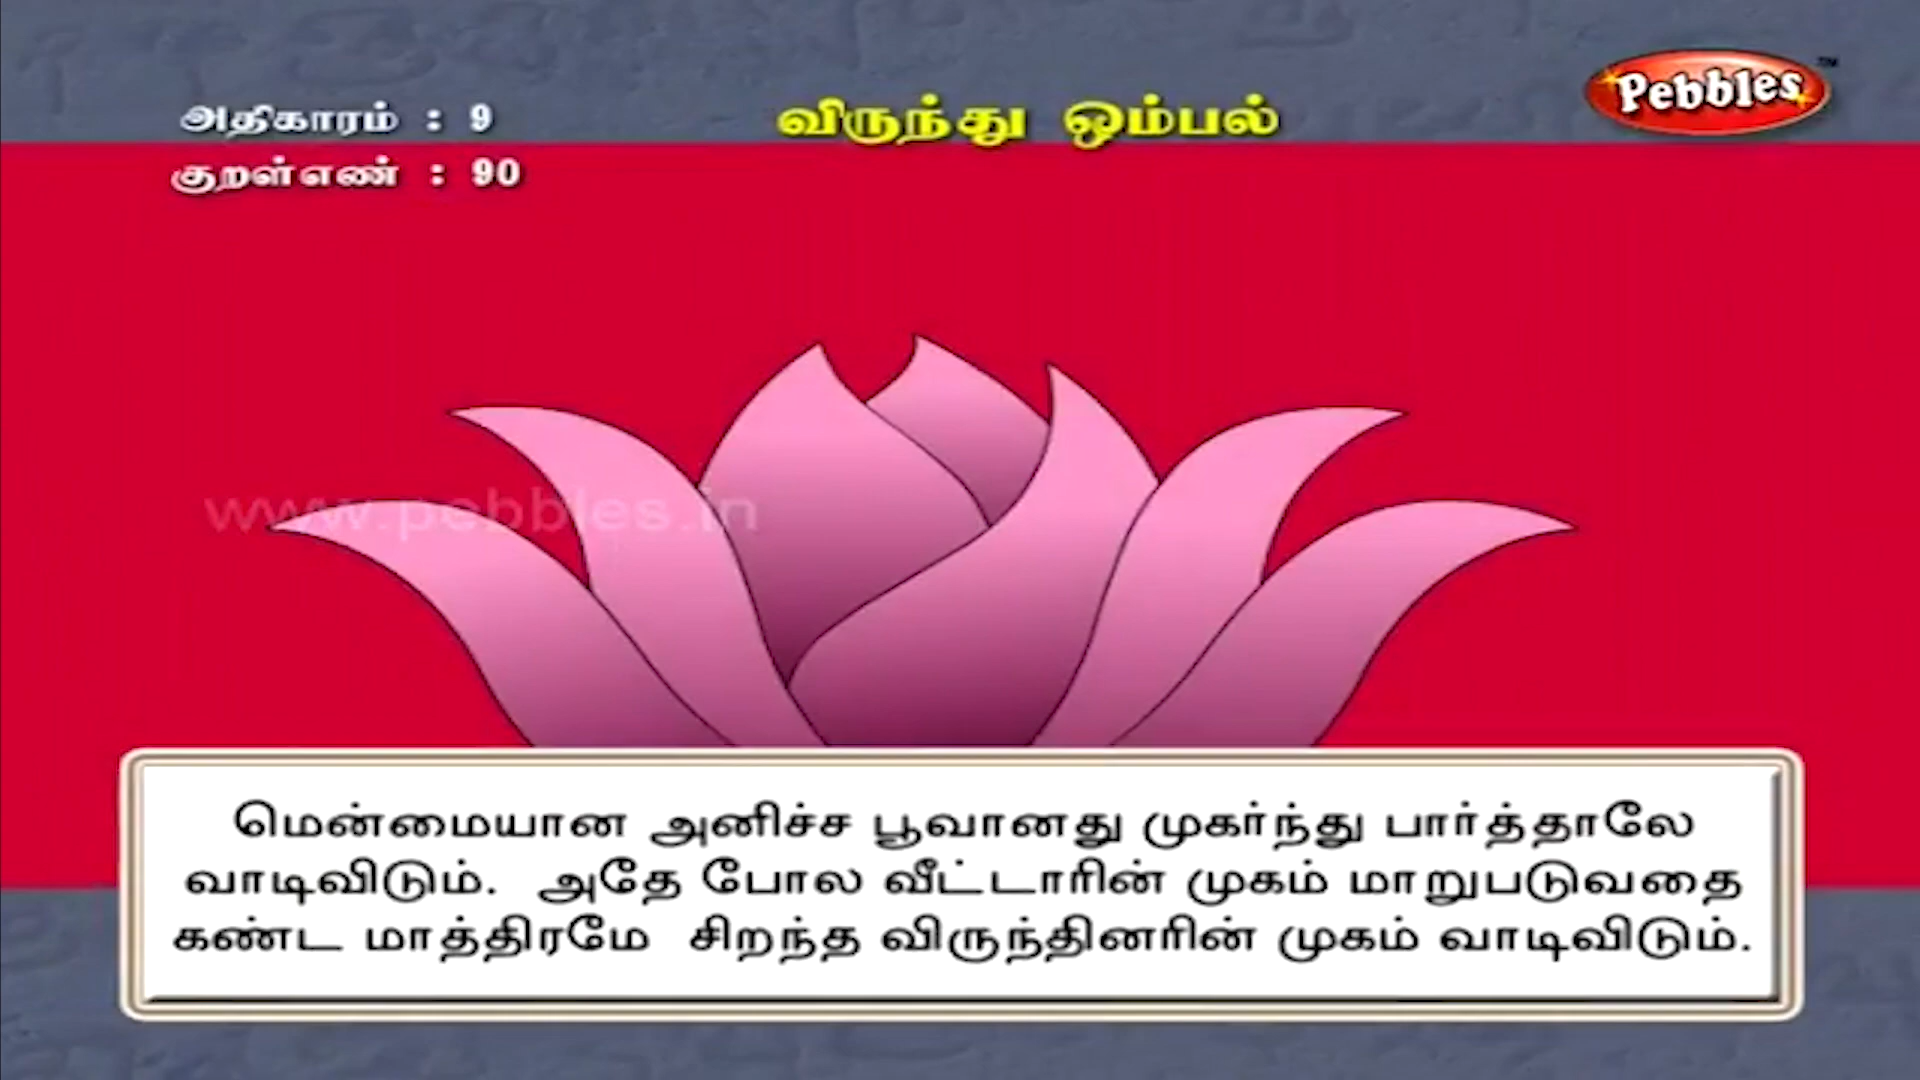 அதிகாரம் : 9
விருந்து ஓம்பல்
Pebbles™
குறள்எண் : 90
www.pebbles.in
மென்மையான அனிச்ச பூவானது முகர்ந்து பார்த்தாலே
வாடிவிடும். அதே போல வீட்டாரின் முகம் மாறுபடுவதை
கண்ட மாத்திரமே சிறந்த விருந்தினரின் முகம் வாடிவிடும்.